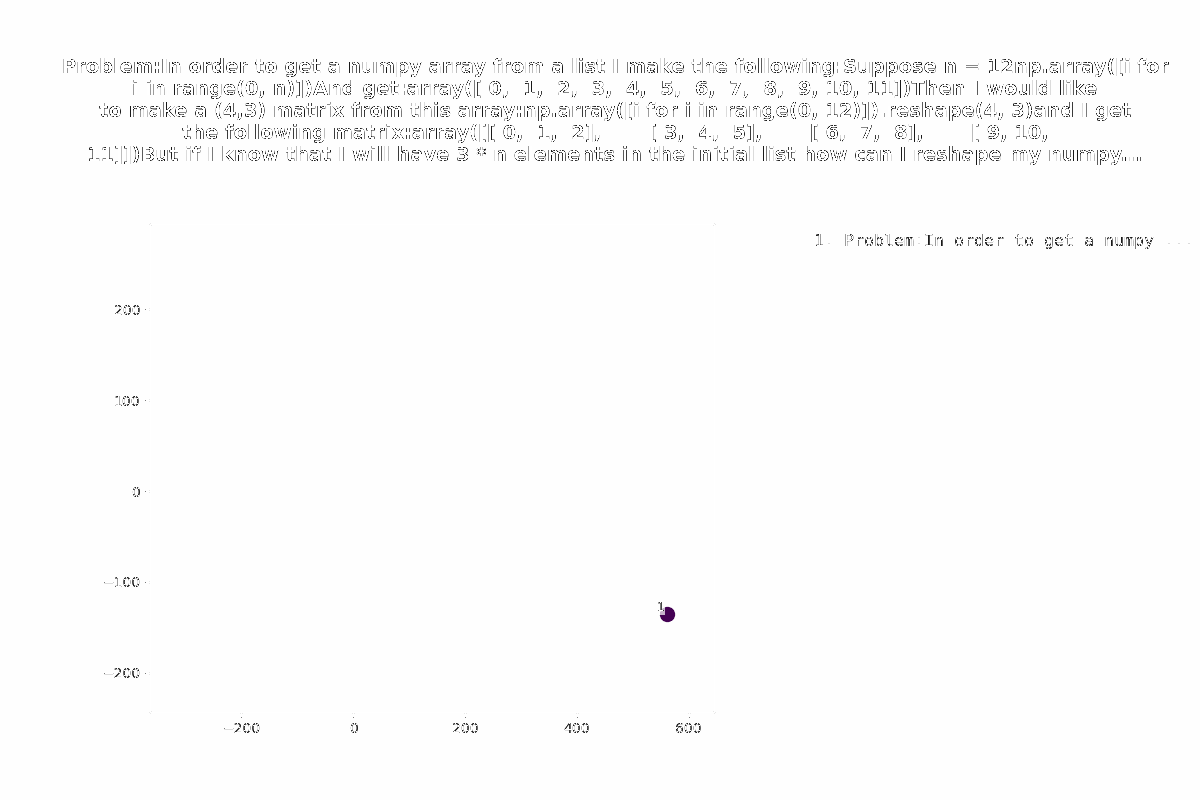 Problem:In order to get a numpy array from a list I make the following:Suppose n = 12np.array([i for
i in range(0, n)])And get:array([ 0,  1,  2,  3,  4,  5,  6,  7,  8,  9, 10, 11])Then I would like
to make a (4,3) matrix from this array:np.array([i for i in range(0, 12)]).reshape(4, 3)and I get
the following matrix:array([[ 0,  1,  2],       [ 3,  4,  5],       [ 6,  7,  8],       [ 9, 10,
11]])But if I know that I will have 3 * n elements in the initial list how can I reshape my numpy...
1. Problem:In order to get a numpy ...
200
100
0
−100
−200
1
−200 0 200 400 600